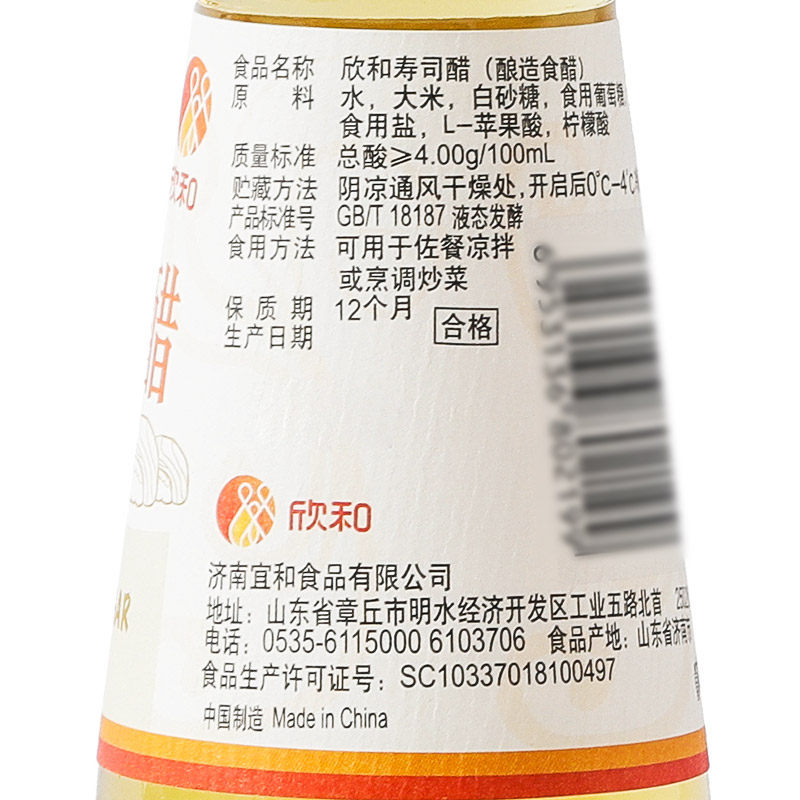 食品名称 欣和寿司醋（酿造食醋）
原 料 水，大米，白砂糖，食用葡萄糖
食用盐，L-苹果酸，柠檬酸
质量标准 总酸≥4.00g/100mL
贮藏方法 阴凉通风干燥处,开启后0℃-4℃
产品标准号 GB/T 18187 液态发酵
食用方法 可用于佐餐凉拌
或烹调炒菜
保 质 期 12个月
生产日期
合格
欣和
醋
欣和
济南宜和食品有限公司
地址：山东省章丘市明水经济开发区工业五路北首
电话：0535-6115000 6103706 食品产地：山东省济南市
食品生产许可证号：SC10337018100497
中国制造 Made in China
AR